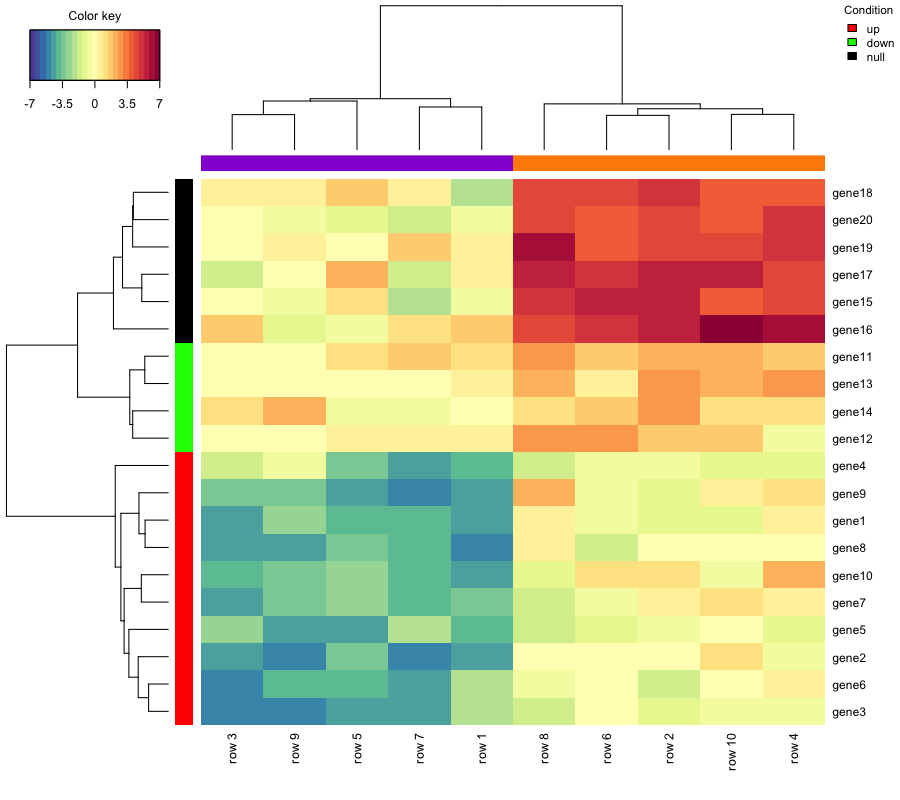 Color key
-7 -3.5 0 3.5 7
Condition
up
down
null
gene18
gene20
gene19
gene17
gene15
gene16
gene11
gene13
gene14
gene12
gene4
gene9
gene1
gene8
gene10
gene7
gene5
gene2
gene6
gene3
row 3
row 9
row 5
row 7
row 1
row 8
row 6
row 2
row 10
row 4